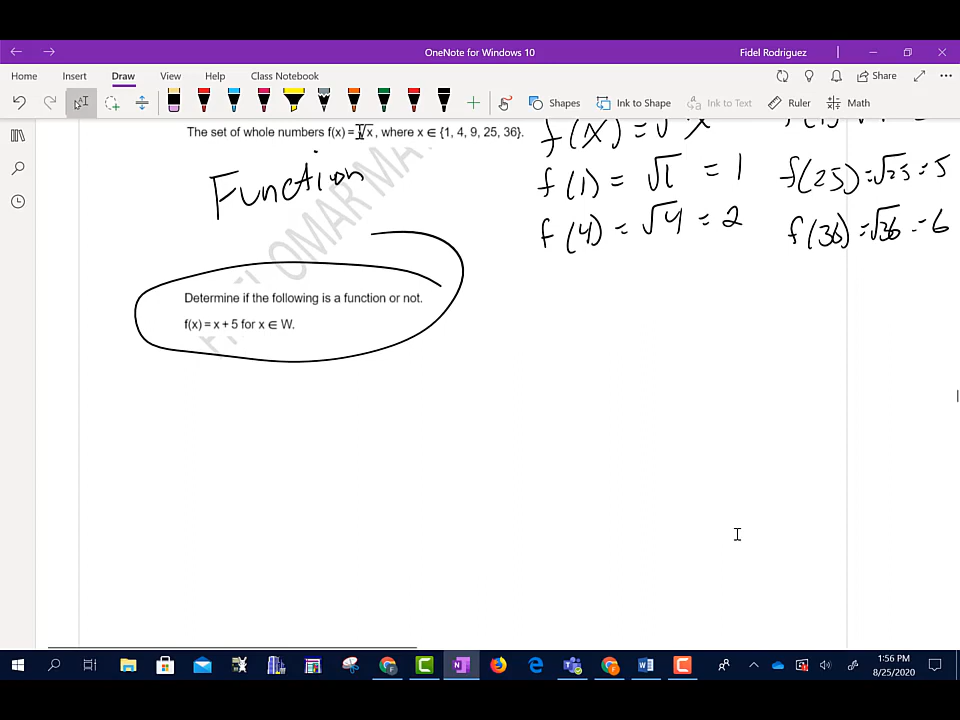 OneNote for Windows 10
Fidel Rodriguez
Home Insert Draw View Help Class Notebook
Share
Shapes Ink to Shape Ink to Text Ruler Math
The set of whole numbers f(x) = √x, where x ∈ {1, 4, 9, 25, 36}.
Function
f(x) = √x
f(1) = √1 = 1 f(25) = √25 = 5
f(4) = √4 = 2 f(36) = √36 = 6
OMAR MA
Determine if the following is a function or not.
f(x) = x + 5 for x ∈ W.
1:56 PM
8/25/2020